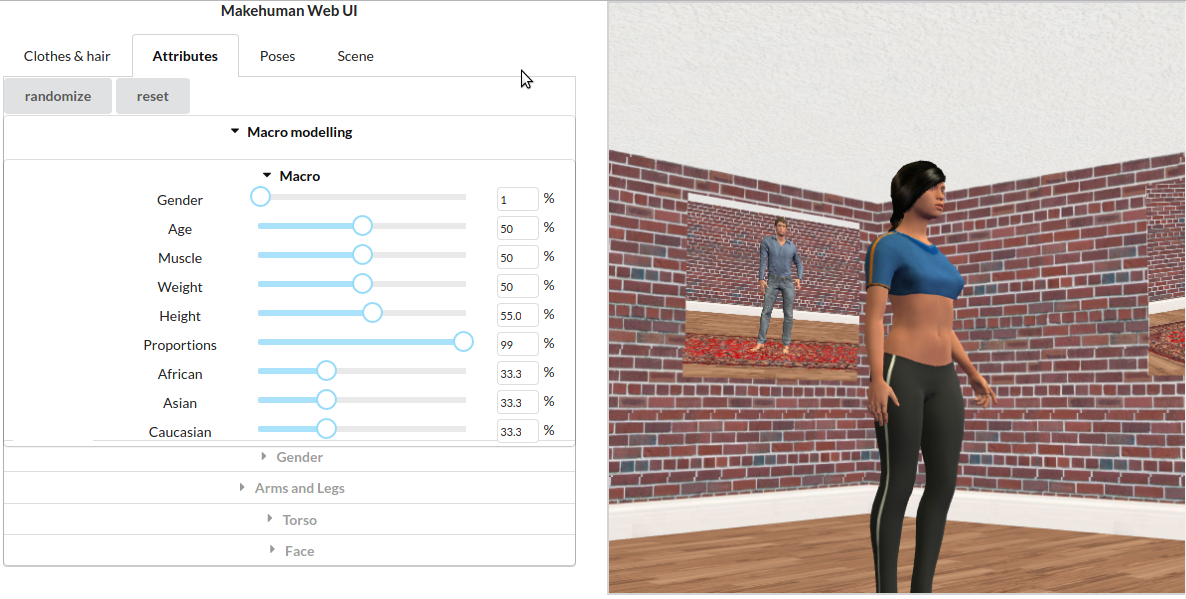 Makehuman Web UI
Clothes & hair Attributes Poses Scene
randomize reset
Macro modelling
Macro
Gender 1 %
Age 50 %
Muscle 50 %
Weight 50 %
Height 55.0 %
Proportions 99 %
African 33.3 %
Asian 33.3 %
Caucasian 33.3 %
Gender
Arms and Legs
Torso
Face